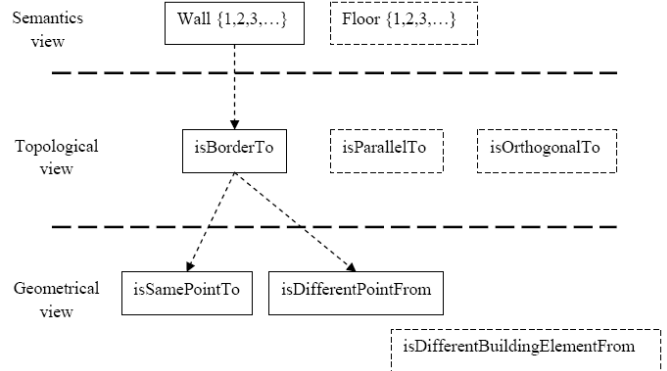 Semantics
view
Wall {1,2,3,…}
Floor {1,2,3,…}
Topological
view
isBorderTo
isParallelTo
isOrthogonalTo
Geometrical
view
isSamePointTo
isDifferentPointFrom
isDifferentBuildingElementFrom